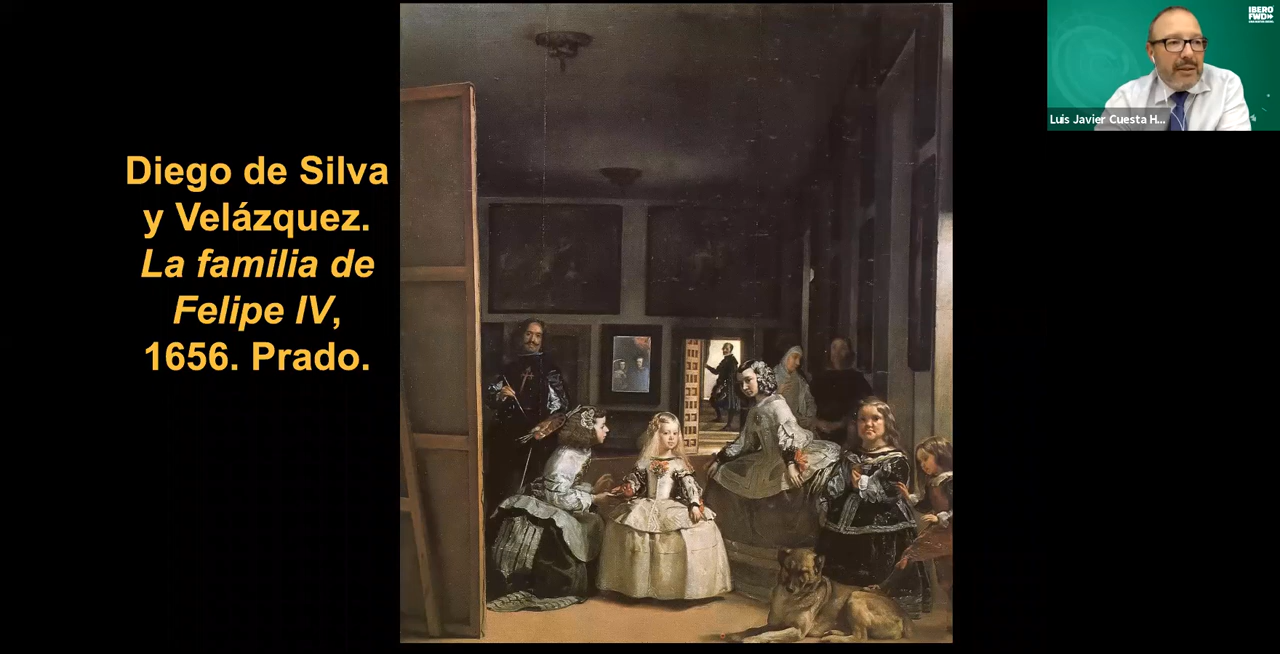 Diego de Silva
y Velázquez.
La familia de
Felipe IV,
1656. Prado.
IBERO
FWD
Luis Javier Cuesta H...